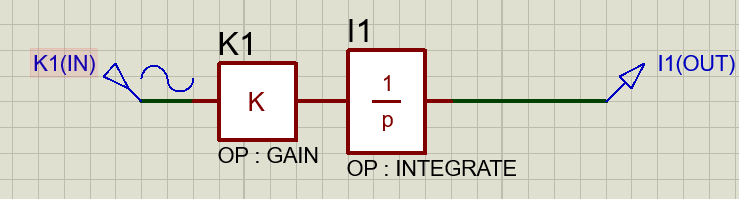 K1
I1
K1(IN)
I1(OUT)
K
1
p
OP : GAIN
OP : INTEGRATE